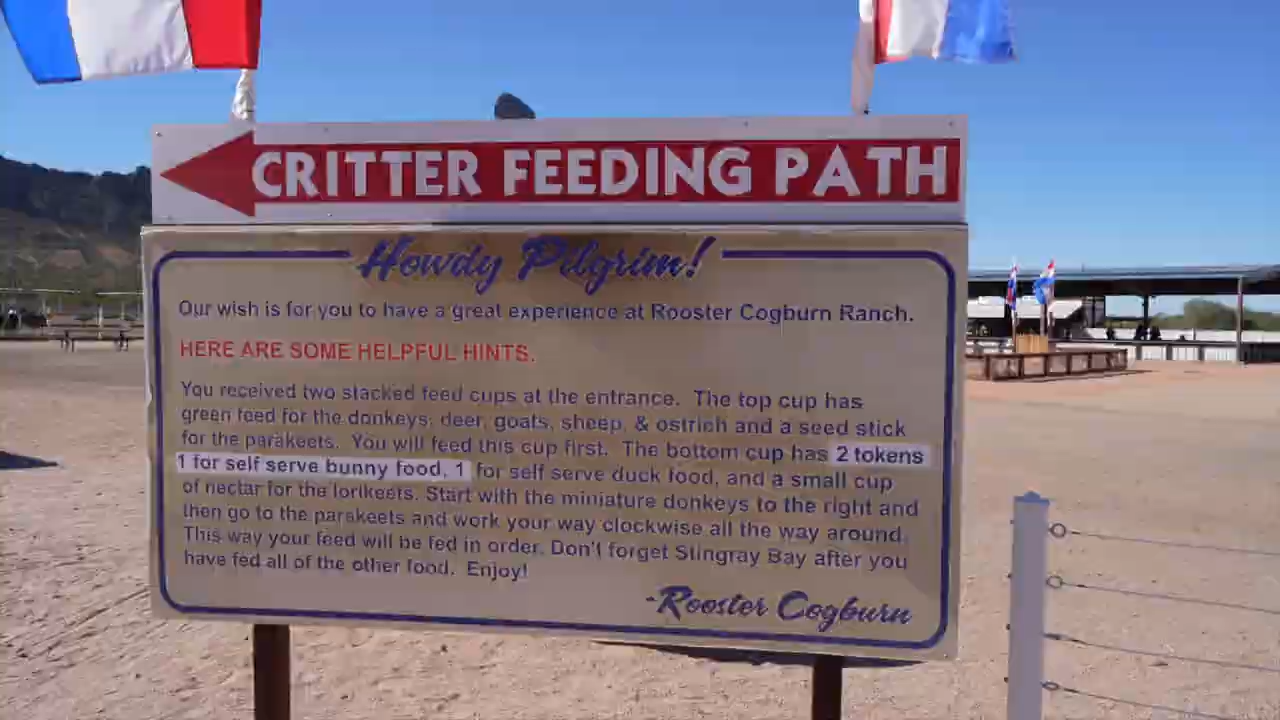 CRITTER FEEDING PATH
Howdy Pilgrim!
Our wish is for you to have a great experience at Rooster Cogburn Ranch.
HERE ARE SOME HELPFUL HINTS.
You received two stacked feed cups at the entrance. The top cup has
green feed for the donkeys, deer, goats, sheep, & ostrich and a seed stick
for the parakeets. You will feed this cup first. The bottom cup has 2 tokens
1 for self serve bunny food, 1 for self serve duck food, and a small cup
of nectar for the lorikeets. Start with the miniature donkeys to the right and
then go to the parakeets and work your way clockwise all the way around.
This way your feed will be fed in order. Don't forget Stingray Bay after you
have fed all of the other food. Enjoy!
-Rooster Cogburn